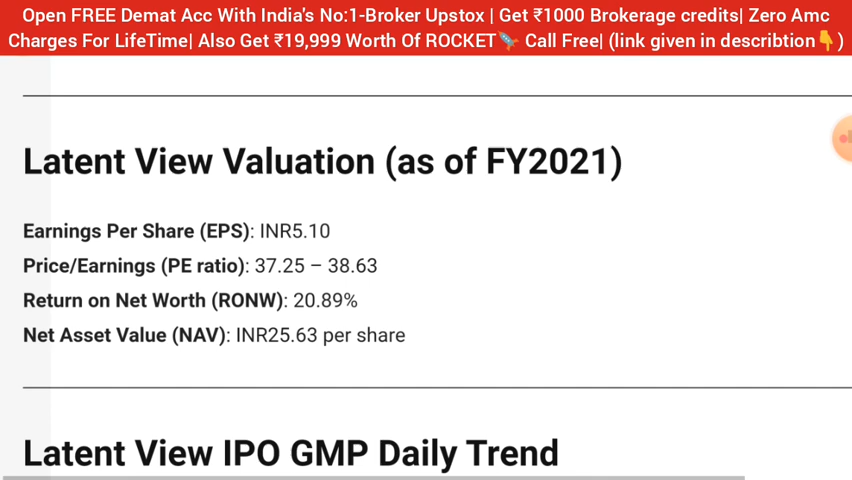 Open FREE Demat Acc With India's No:1-Broker Upstox | Get ₹1000 Brokerage credits| Zero Amc
Charges For LifeTime| Also Get ₹19,999 Worth Of ROCKET🚀 Call Free| (link given in describtion👇)
Latent View Valuation (as of FY2021)
Earnings Per Share (EPS): INR5.10
Price/Earnings (PE ratio): 37.25 – 38.63
Return on Net Worth (RONW): 20.89%
Net Asset Value (NAV): INR25.63 per share
Latent View IPO GMP Daily Trend